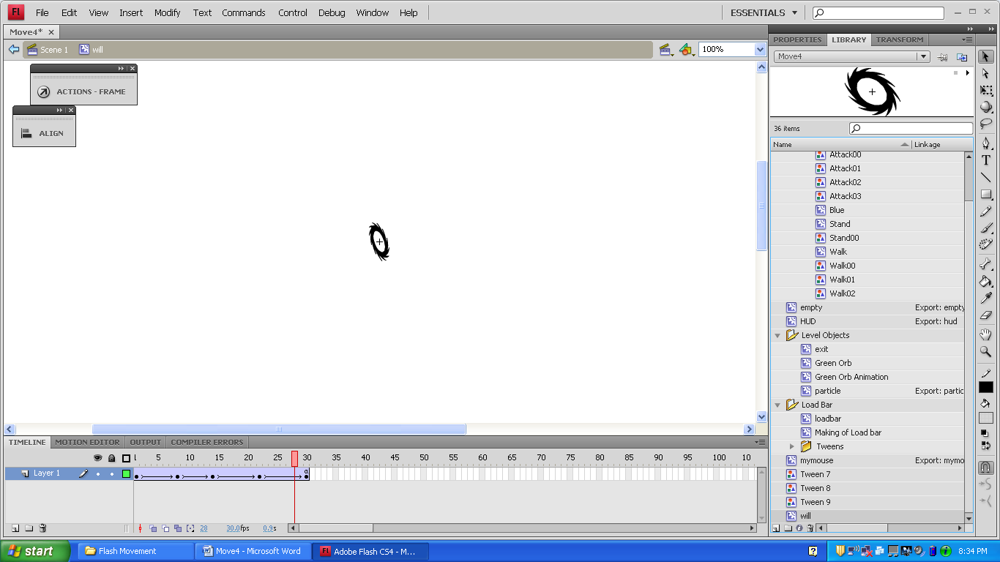 Fl File Edit View Insert Modify Text Commands Control Debug Window Help ESSENTIALS
Move4*
Scene 1 will 100%
ACTIONS - FRAME
ALIGN
PROPERTIES LIBRARY TRANSFORM
Move4
36 items
Name Linkage
Attack00
Attack01
Attack02
Attack03
Blue
Stand
Stand00
Walk
Walk00
Walk01
Walk02
empty Export: empty
HUD Export: hud
Level Objects
exit
Green Orb
Green Orb Animation
particle Export: partic
Load Bar
loadbar
Making of Load bar
Tweens
mymouse Export: mymo
Tween 7
Tween 8
Tween 9
will
T
TIMELINE MOTION EDITOR OUTPUT COMPILER ERRORS
1 5 10 15 20 25 30 35 40 45 50 55 60 65 70 75 80 85 90 95 100 10
Layer 1
28 30.0fps 0.9s
start Flash Movement Move4 - Microsoft Word Fl Adobe Flash CS4 - M... 8:34 PM